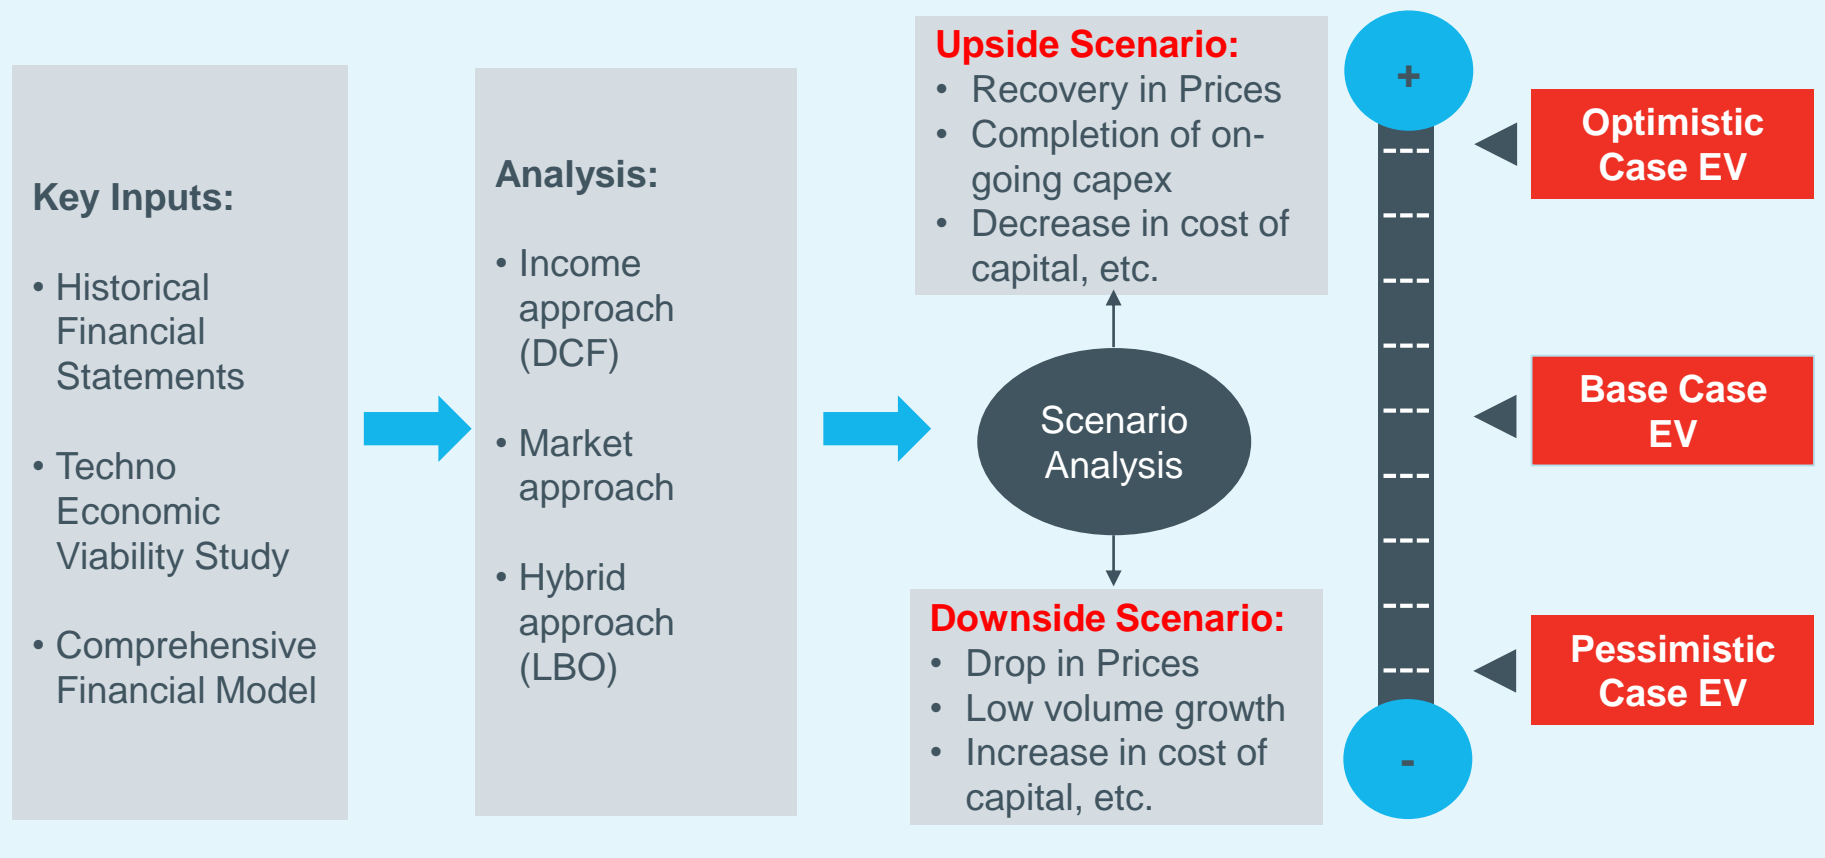 Key Inputs:
• Historical
Financial
Statements
• Techno
Economic
Viability Study
• Comprehensive
Financial Model
Analysis:
• Income
approach
(DCF)
• Market
approach
• Hybrid
approach
(LBO)
Upside Scenario:
• Recovery in Prices
• Completion of on-
going capex
• Decrease in cost of
capital, etc.
Scenario
Analysis
Downside Scenario:
• Drop in Prices
• Low volume growth
• Increase in cost of
capital, etc.
+
-
Optimistic
Case EV
Base Case
EV
Pessimistic
Case EV